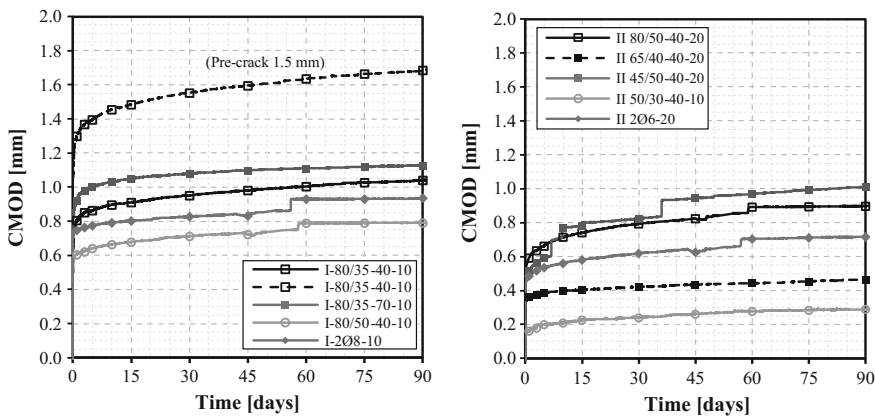 CMOD [mm]
2.0
1.8
1.6
1.4
1.2
1.0
0.8
0.6
0.4
0.2
0.0
(Pre-crack 1.5 mm)
I-80/35-40-10
I-80/35-40-10
I-80/35-70-10
I-80/50-40-10
I-2Ø8-10
0 15 30 45 60 75 90
Time [days]
CMOD [mm]
2.0
1.8
1.6
1.4
1.2
1.0
0.8
0.6
0.4
0.2
0.0
II 80/50-40-20
II 65/40-40-20
II 45/50-40-20
II 50/30-40-10
II 2Ø6-20
0 15 30 45 60 75 90
Time [days]